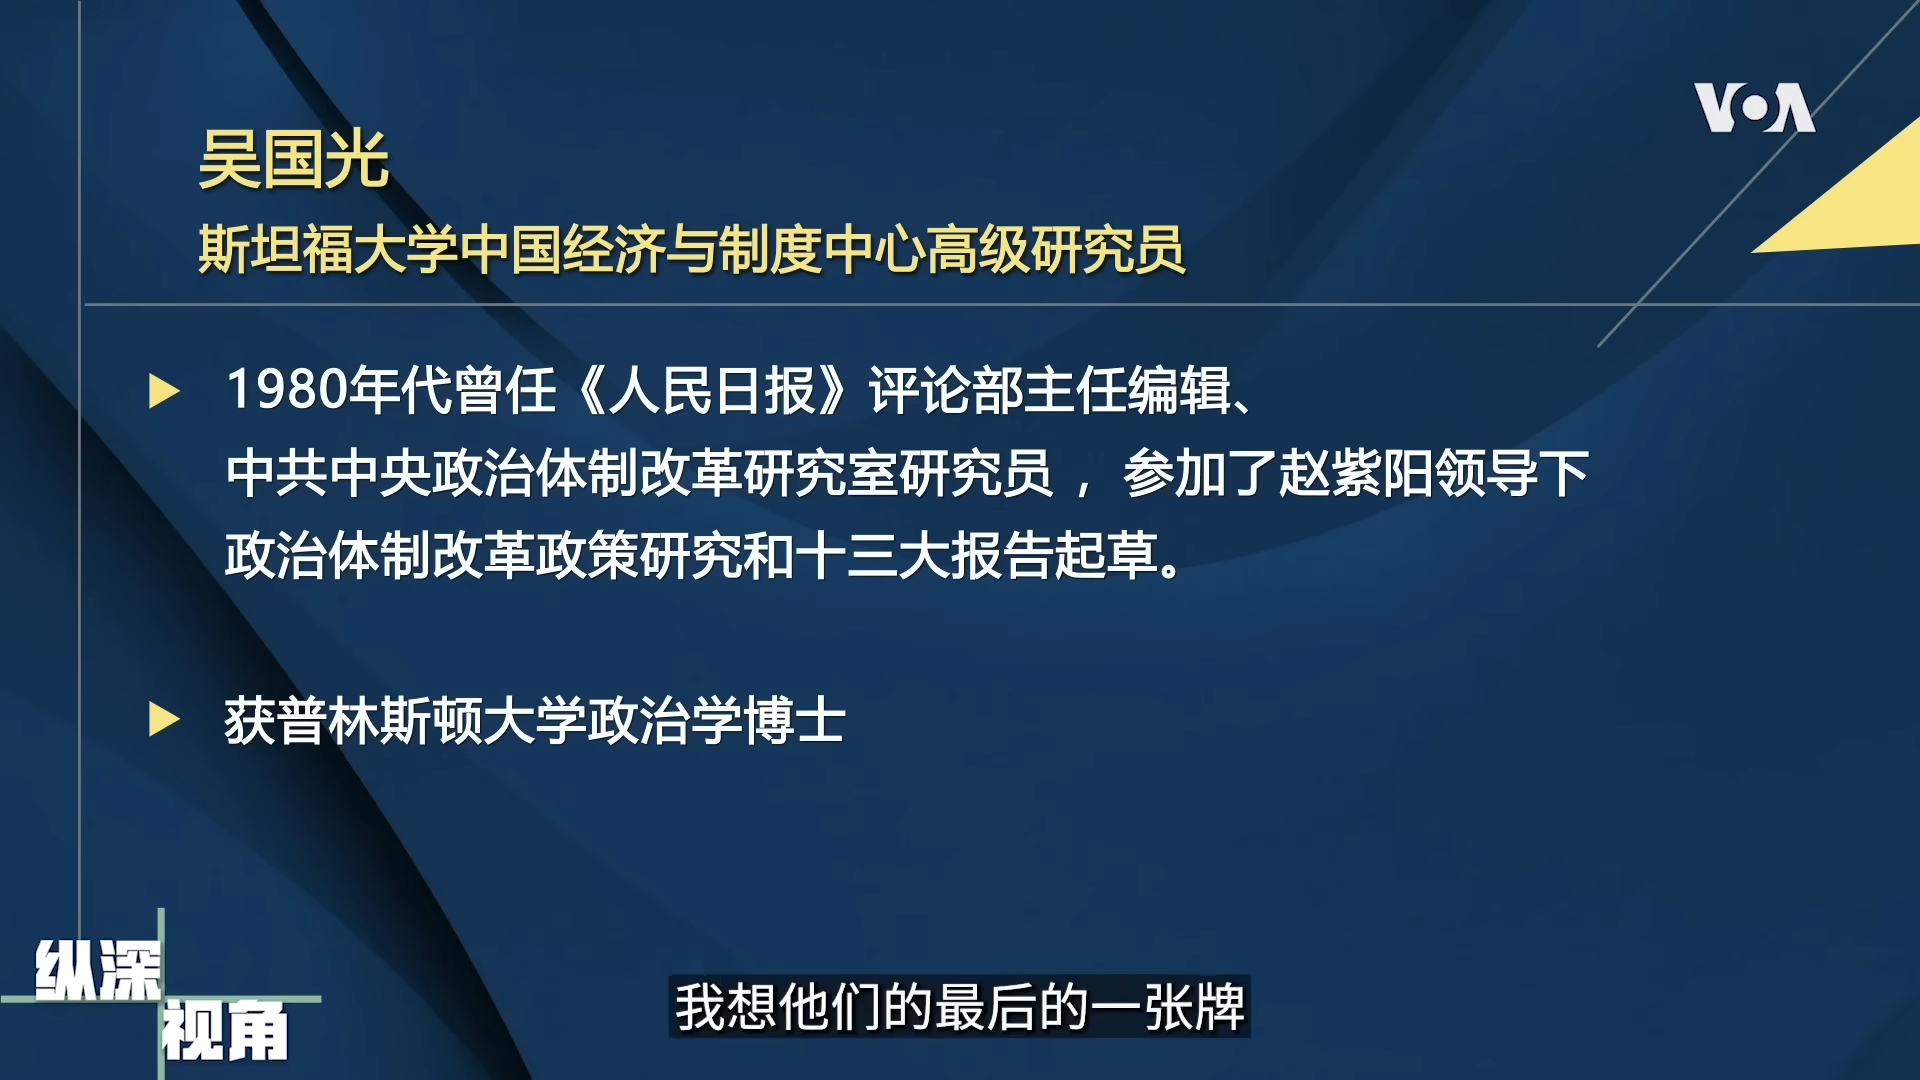 VOA
吴国光
斯坦福大学中国经济与制度中心高级研究员
1980年代曾任《人民日报》评论部主任编辑、
中共中央政治体制改革研究室研究员，参加了赵紫阳领导下
政治体制改革政策研究和十三大报告起草。
获普林斯顿大学政治学博士
纵深
视角
我想他们的最后的一张牌